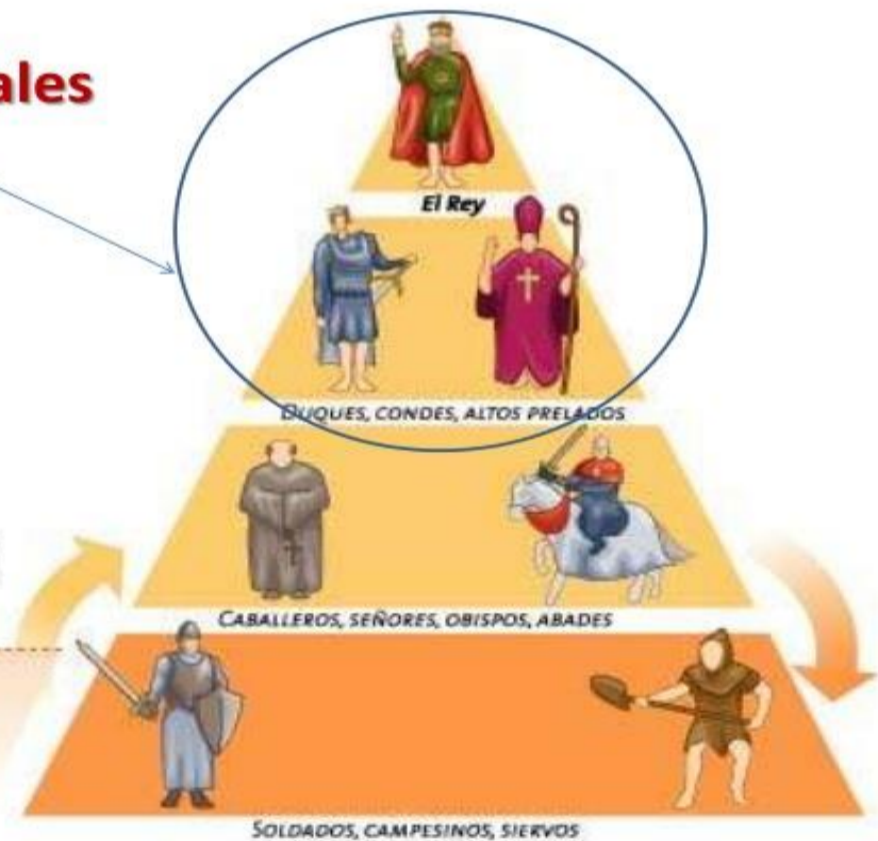 ales
El Rey
DUQUES, CONDES, ALTOS PRELADOS
CABALLEROS, SEÑORES, OBISPOS, ABADES
SOLDADOS, CAMPESINOS, SIERVOS